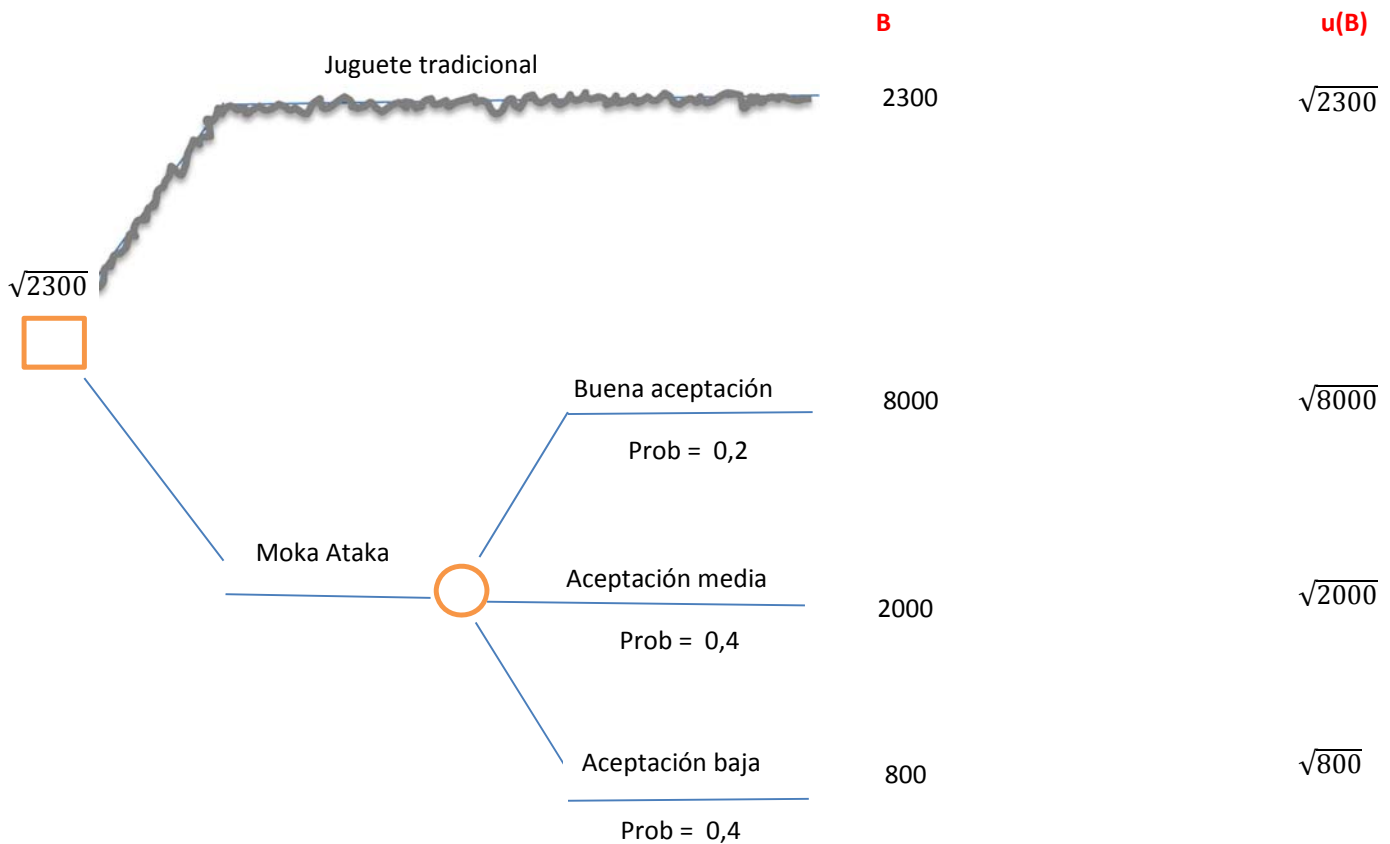 B u(B)
Juguete tradicional
2300 √2300
√2300
Buena aceptación 8000 √8000
Prob = 0,2
Moka Ataka
Aceptación media 2000 √2000
Prob = 0,4
Aceptación baja 800 √800
Prob = 0,4